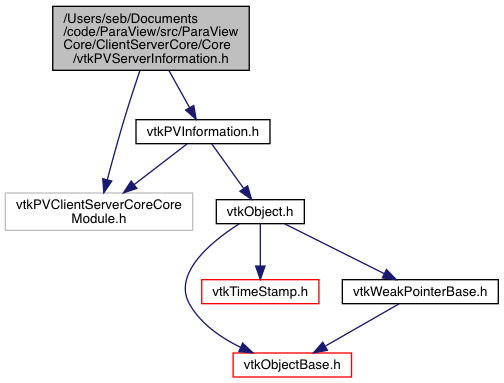 /Users/seb/Documents
/code/ParaView/src/ParaView
Core/ClientServerCore/Core
/vtkPVServerInformation.h
vtkPVInformation.h
vtkPVClientServerCoreCore
Module.h
vtkObject.h
vtkTimeStamp.h
vtkWeakPointerBase.h
vtkObjectBase.h